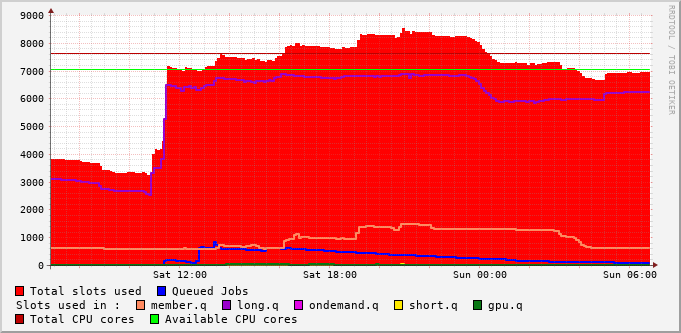 RRDTOOL / TOBI OETIKER
9000
8000
7000
6000
5000
4000
3000
2000
1000
0
Sat 12:00 Sat 18:00 Sun 00:00 Sun 06:00
Total slots used Queued Jobs
Slots used in : member.q long.q ondemand.q short.q gpu.q
Total CPU cores Available CPU cores